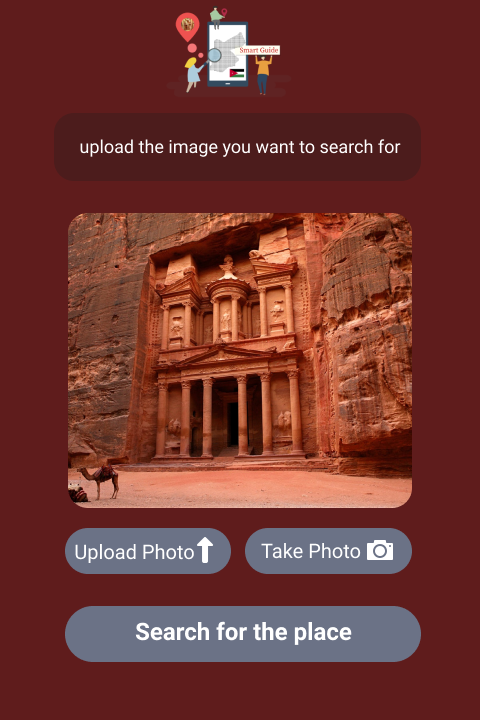 Smart Guide
upload the image you want to search for
Upload Photo
Take Photo
Search for the place